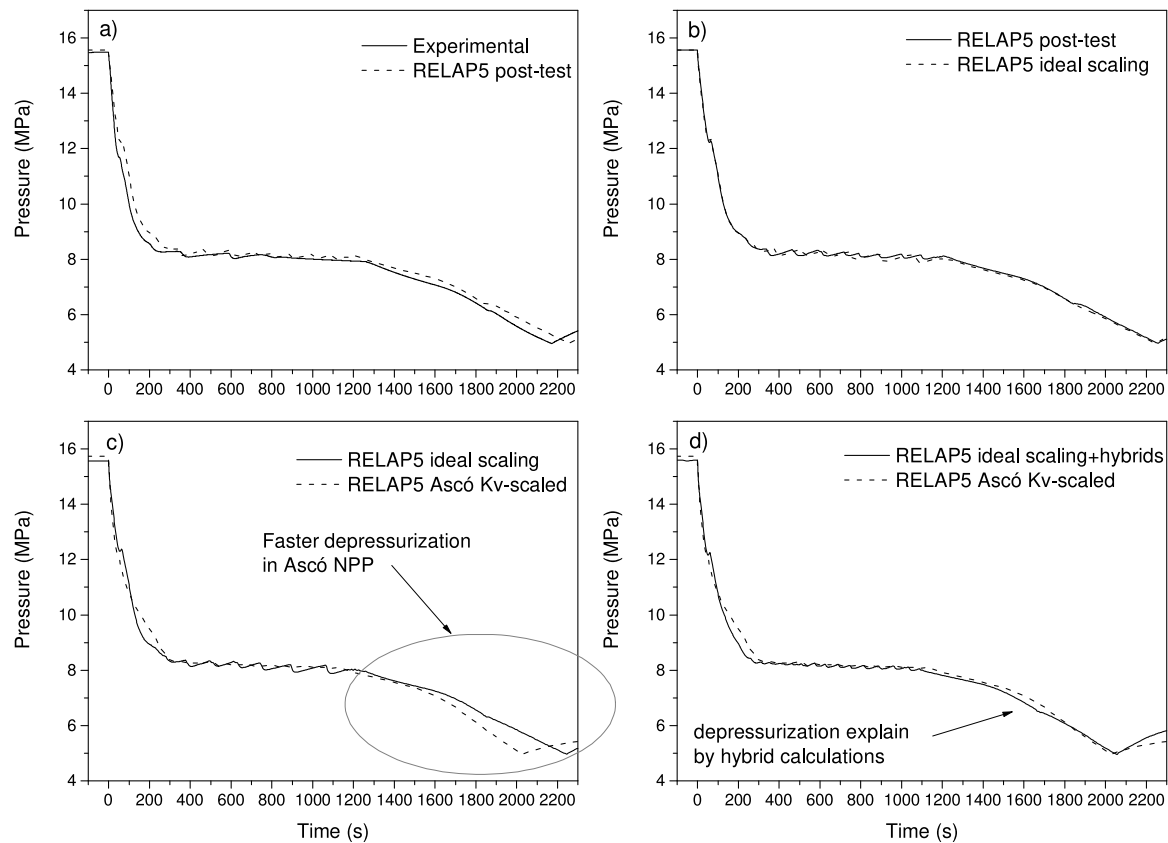 a)
Experimental
RELAP5 post-test
Pressure (MPa)
16
14
12
10
8
6
4
0 200 400 600 800 1000 1200 1400 1600 1800 2000 2200
b)
RELAP5 post-test
RELAP5 ideal scaling
Pressure (MPa)
16
14
12
10
8
6
4
0 200 400 600 800 1000 1200 1400 1600 1800 2000 2200
c)
RELAP5 ideal scaling
RELAP5 Ascó Kv-scaled
Faster depressurization
in Ascó NPP
Pressure (MPa)
16
14
12
10
8
6
4
0 200 400 600 800 1000 1200 1400 1600 1800 2000 2200
Time (s)
d)
RELAP5 ideal scaling+hybrids
RELAP5 Ascó Kv-scaled
depressurization explain
by hybrid calculations
Pressure (MPa)
16
14
12
10
8
6
4
0 200 400 600 800 1000 1200 1400 1600 1800 2000 2200
Time (s)